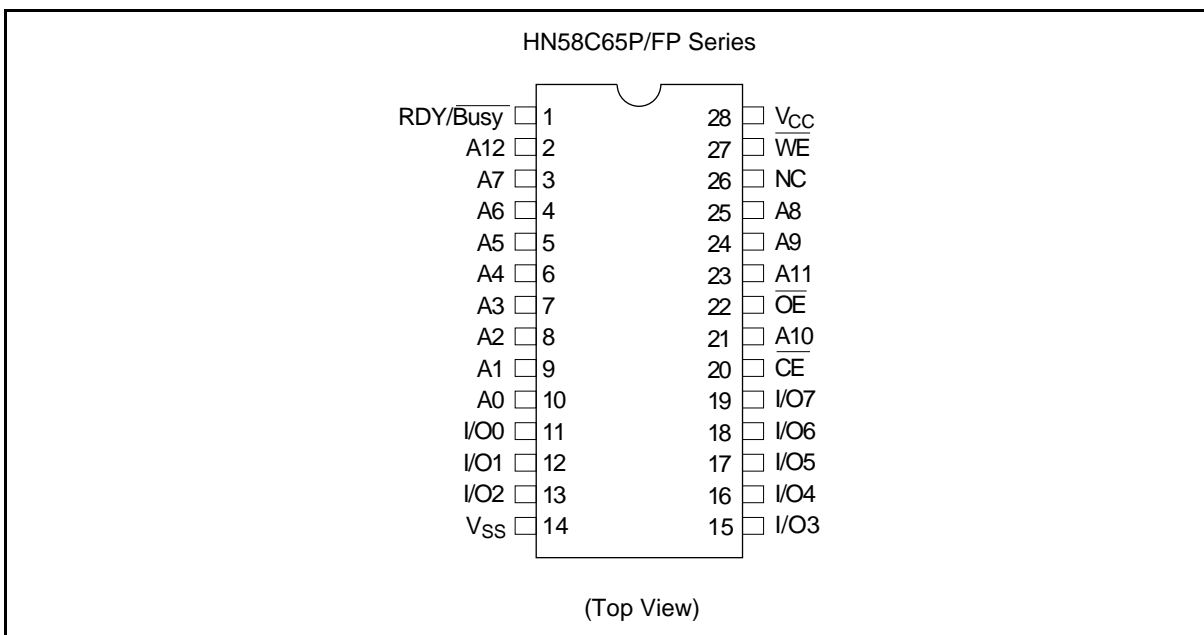 HN58C65P/FP Series
RDY/Busy 1 28 VCC
A12 2 27 WE
A7 3 26 NC
A6 4 25 A8
A5 5 24 A9
A4 6 23 A11
A3 7 22 OE
A2 8 21 A10
A1 9 20 CE
A0 10 19 I/O7
I/O0 11 18 I/O6
I/O1 12 17 I/O5
I/O2 13 16 I/O4
VSS 14 15 I/O3
(Top View)